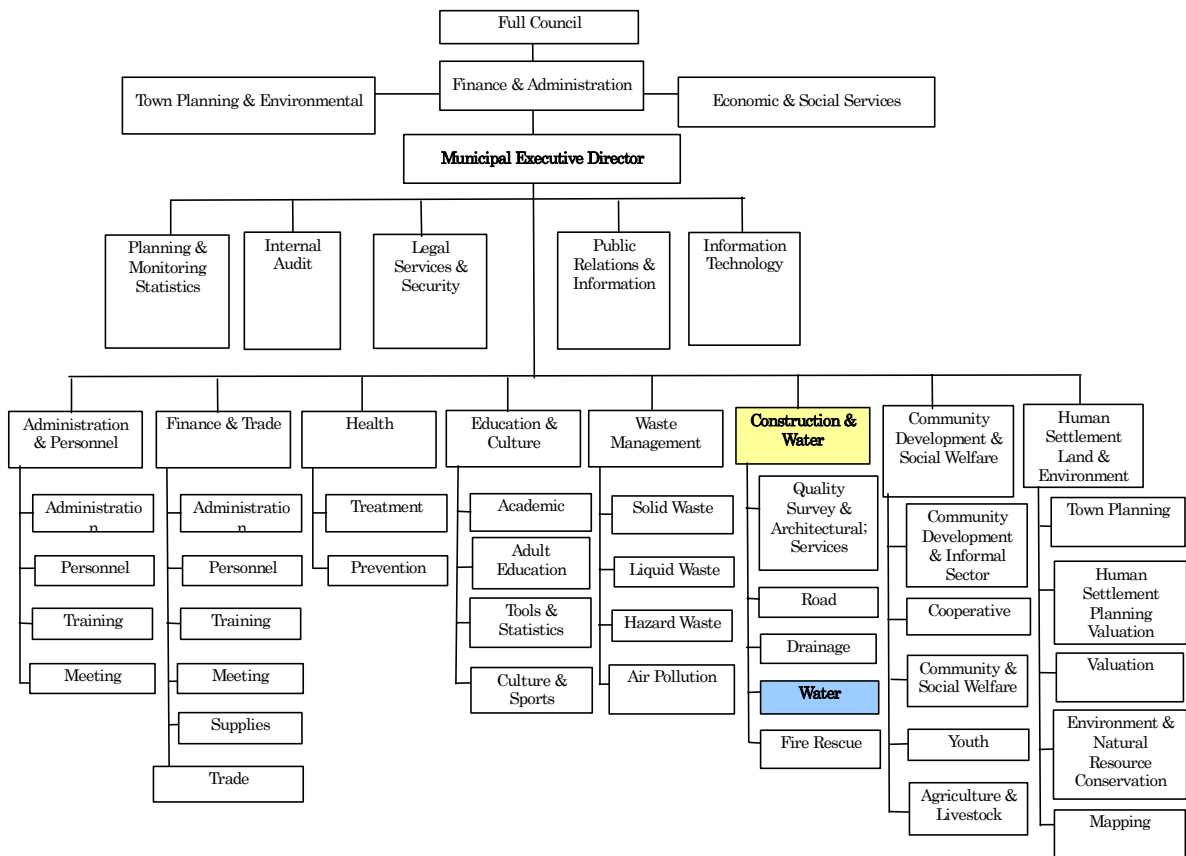 Full Council
Finance & Administration
Town Planning & Environmental
Economic & Social Services
Municipal Executive Director
Planning &
Monitoring
Statistics
Internal
Audit
Legal
Services &
Security
Public
Relations &
Information
Information
Technology
Administration
& Personnel
Administratio
n
Personnel
Training
Meeting
Finance & Trade
Administratio
n
Personnel
Training
Meeting
Supplies
Trade
Health
Treatment
Prevention
Education &
Culture
Academic
Adult
Education
Tools &
Statistics
Culture &
Sports
Waste
Management
Solid Waste
Liquid Waste
Hazard Waste
Air Pollution
Construction &
Water
Quality
Survey &
Architectural;
Services
Road
Drainage
Water
Fire Rescue
Community
Development &
Social Welfare
Community
Development
& Informal
Sector
Cooperative
Community &
Social Welfare
Youth
Agriculture &
Livestock
Human
Settlement
Land &
Environment
Town Planning
Human
Settlement
Planning
Valuation
Valuation
Environment &
Natural
Resource
Conservation
Mapping